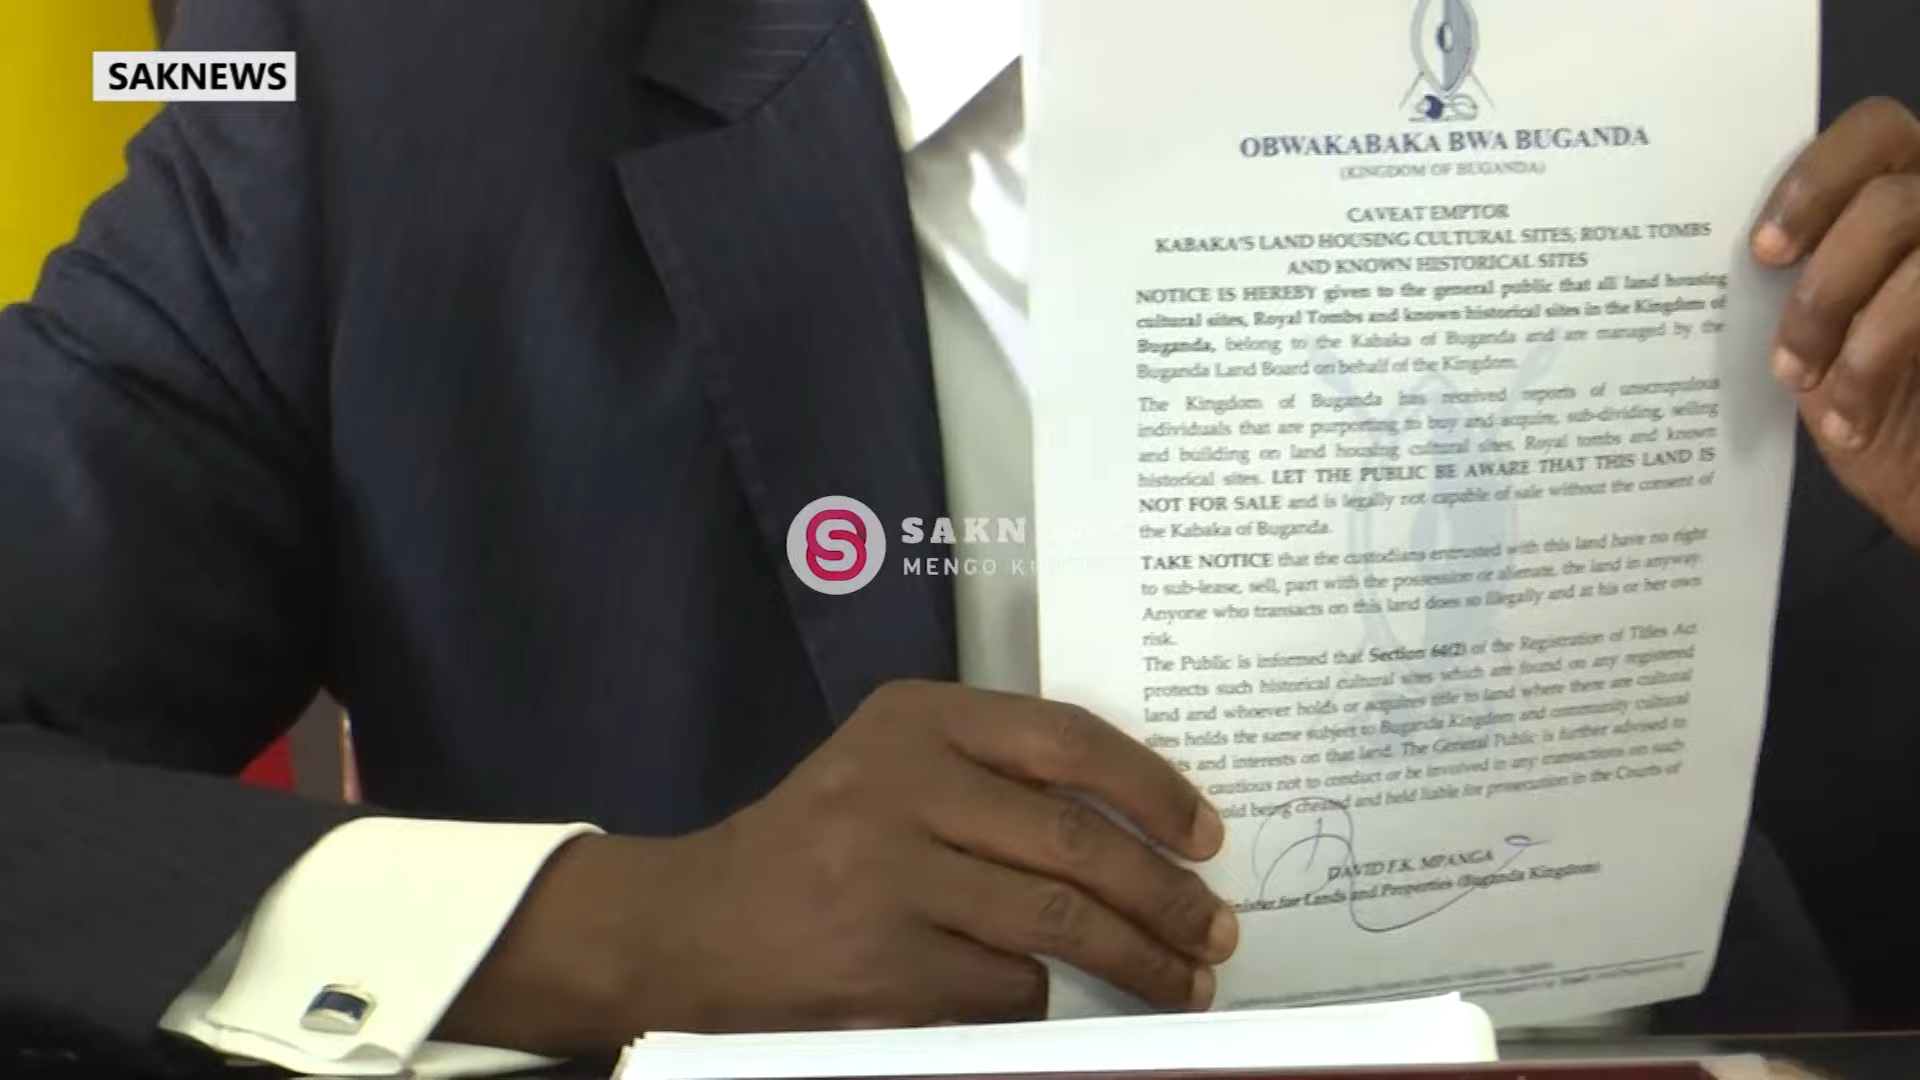 SAKNEWS
OBWAKABAKA BWA BUGANDA
(KINGDOM OF BUGANDA)
CAVEAT EMPTOR
KABAKA'S LAND HOUSING CULTURAL SITES, ROYAL TOMBS
AND KNOWN HISTORICAL SITES
NOTICE IS HEREBY given to the general public that all land housing
cultural sites, Royal Tombs and known historical sites in the Kingdom of
Buganda, belong to the Kabaka of Buganda and are managed by the
Buganda Land Board on behalf of the Kingdom.
The Kingdom of Buganda has received reports of unscrupulous
individuals that are purporting to buy and acquire, sub-dividing, selling
and building on land housing cultural sites, Royal tombs and known
historical sites. LET THE PUBLIC BE AWARE THAT THIS LAND IS
NOT FOR SALE and is legally not capable of sale without the consent of
the Kabaka of Buganda.
TAKE NOTICE that the custodians entrusted with this land have no right
to sub-lease, sell, part with the possession or alienate, the land in anyway.
Anyone who transacts on this land does so illegally and at his or her own
risk.
The Public is informed that Section 64(2) of the Registration of Titles Act
protects such historical cultural sites which are found on any registered
land and whoever holds or acquires title to land where there are cultural
sites holds the same subject to Buganda Kingdom and community cultural
and interests on that land. The General Public is further advised to
cautious not to conduct or be involved in any transactions on such
being cheated and held liable for prosecution in the Courts of
DAVID F.K. MPANGA
for Lands and Properties (Buganda Kingdom)
SAKN
MENGO